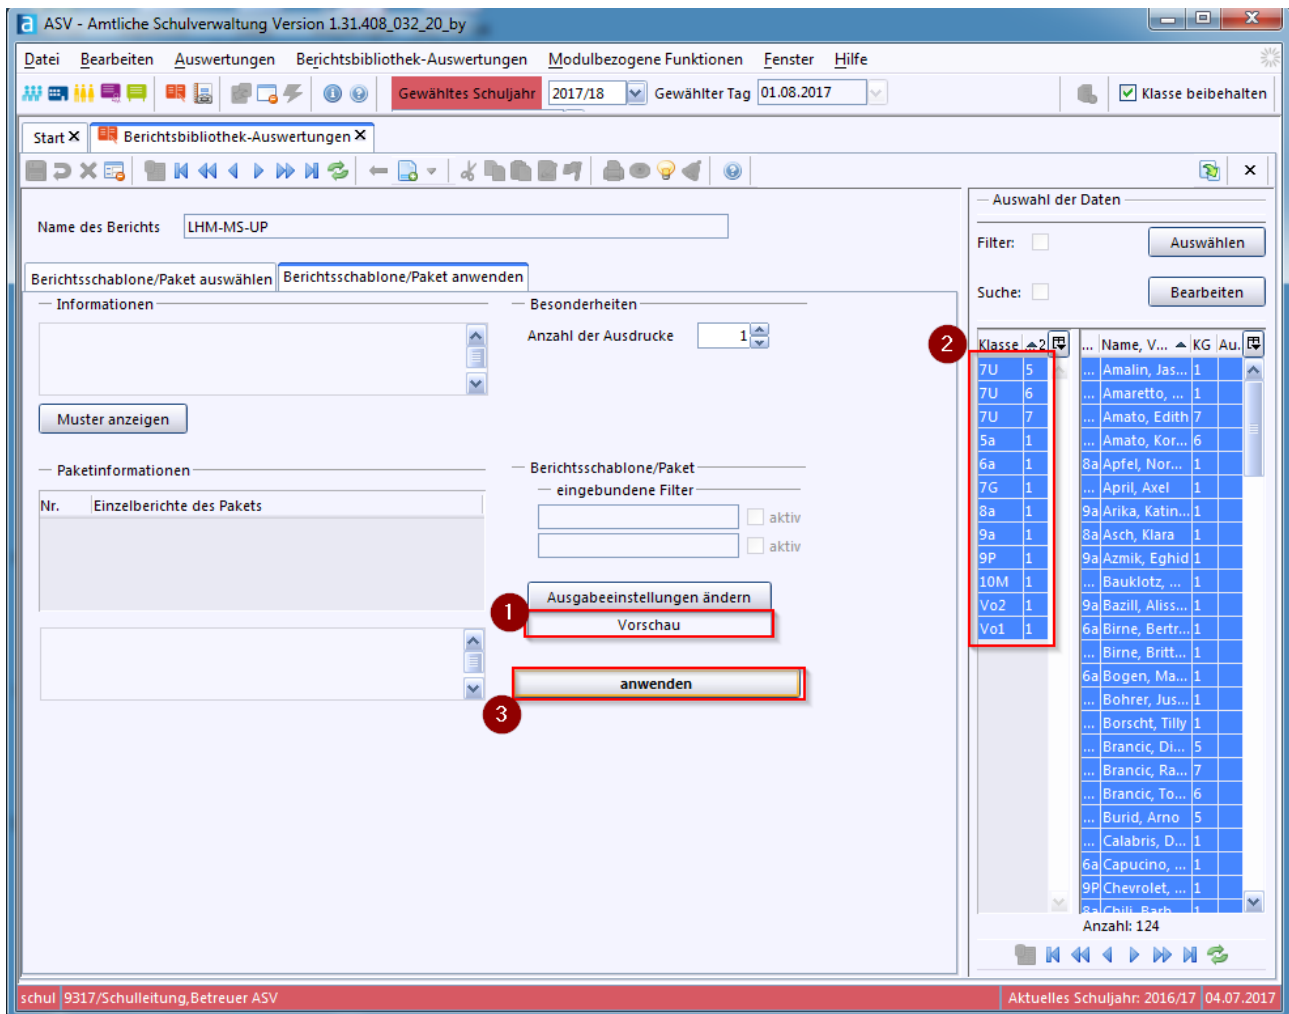 a ASV - Amtliche Schulverwaltung Version 1.31.408_032_20_by
Datei Bearbeiten Auswertungen Berichtsbibliothek-Auswertungen Modulbezogene Funktionen Fenster Hilfe
Gewähltes Schuljahr 2017/18 Gewählter Tag 01.08.2017 Klasse beibehalten
Start Berichtsbibliothek-Auswertungen
Auswahl der Daten
Name des Berichts LHM-MS-UP
Filter: Auswählen
Berichtsschablone/Paket auswählen Berichtsschablone/Paket anwenden
Suche: Bearbeiten
Informationen Besonderheiten
Anzahl der Ausdrucke 1
2
Klasse 2 ... Name, V... KG Au.
7U 5 ... Amalin, Jas... 1
7U 6 ... Amaretto, ... 1
Muster anzeigen
7U 7 ... Amato, Edith 7
5a 1 ... Amato, Kor... 6
Paketinformationen Berichtsschablone/Paket
6a 1 8a Apfel, Nor... 1
eingebundene Filter
7G 1 ... April, Axel 1
Nr. Einzelberichte des Pakets
aktiv
8a 1 9a Arika, Katin... 1
9a 1 8a Asch, Klara 1
aktiv
9P 1 9a Azmik, Eghid 1
10M 1 ... Bauklotz, ... 1
Ausgabeeinstellungen ändern
Vo2 1 9a Bazill, Aliss... 1
1
Vorschau
Vo1 1 6a Birne, Bertr... 1
... Birne, Britt... 1
6a Bogen, Ma... 1
anwenden
... Bohrer, Jus... 1
3
... Borscht, Tilly 1
... Brancic, Di... 5
... Brancic, Ra... 7
... Brancic, To... 6
... Burid, Arno 5
... Calabris, D... 1
6a Capucino, ... 1
9P Chevrolet, ... 1
8a Chili, Barb... 1
Anzahl: 124
schul 9317/Schulleitung,Betreuer ASV Aktuelles Schuljahr: 2016/17 04.07.2017